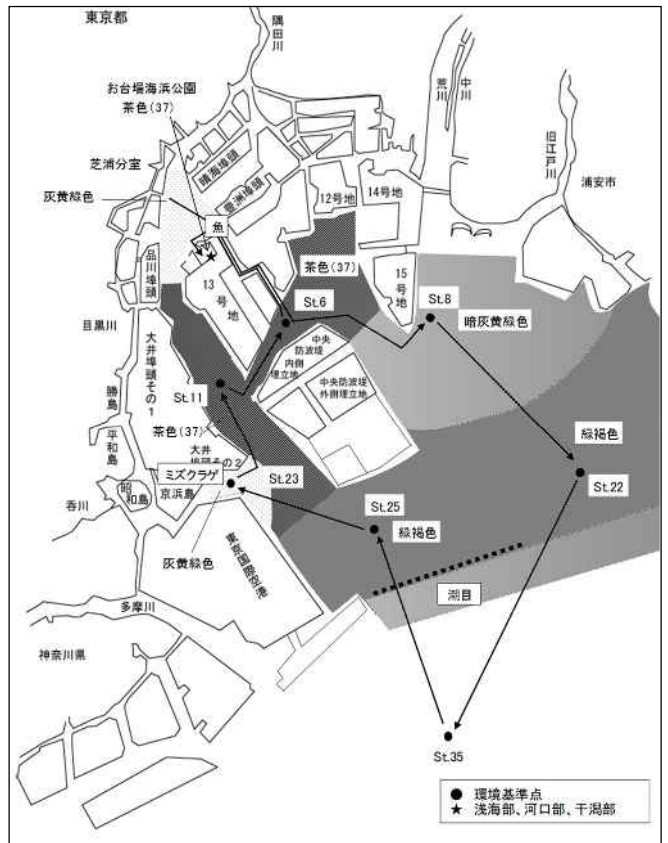 東京都
隅田川
荒川
中川
お台場海浜公園
茶色(37)
旧江戸川
芝浦分室
晴海埠頭
豊洲埠頭
12号地
14号地
浦安市
灰黄緑色
魚
品川埠頭
茶色(37)
15号地
St.8
13号地
St.6
暗灰黄緑色
目黒川
大井埠頭その1
中央防波堤内側埋立地
中央防波堤外側埋立地
勝島
St.11
緑褐色
平和島
茶色(37)
大井埠頭その2
ミズクラゲ
St.23
St.22
昭和島
京浜島
St.25
呑川
緑褐色
灰黄緑色
東京国際空港
潮目
多摩川
神奈川県
St.35
● 環境基準点
★ 浅海部、河口部、干潟部